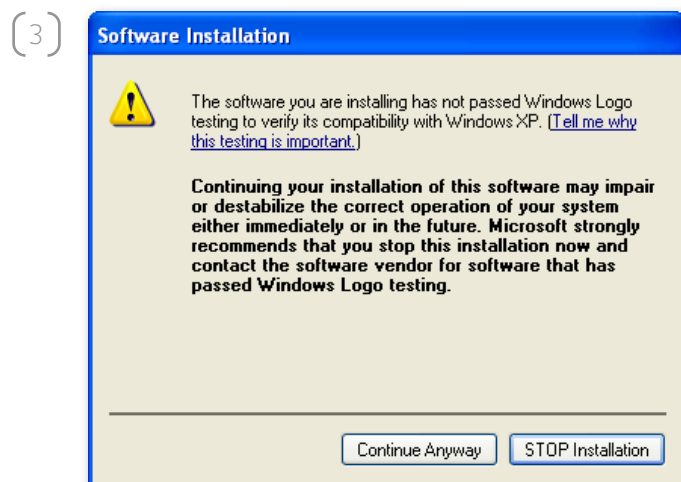 (3)
Software Installation
The software you are installing has not passed Windows Logo
testing to verify its compatibility with Windows XP. (Tell me why
this testing is important.)
Continuing your installation of this software may impair
or destabilize the correct operation of your system
either immediately or in the future. Microsoft strongly
recommends that you stop this installation now and
contact the software vendor for software that has
passed Windows Logo testing.
Continue Anyway
STOP Installation